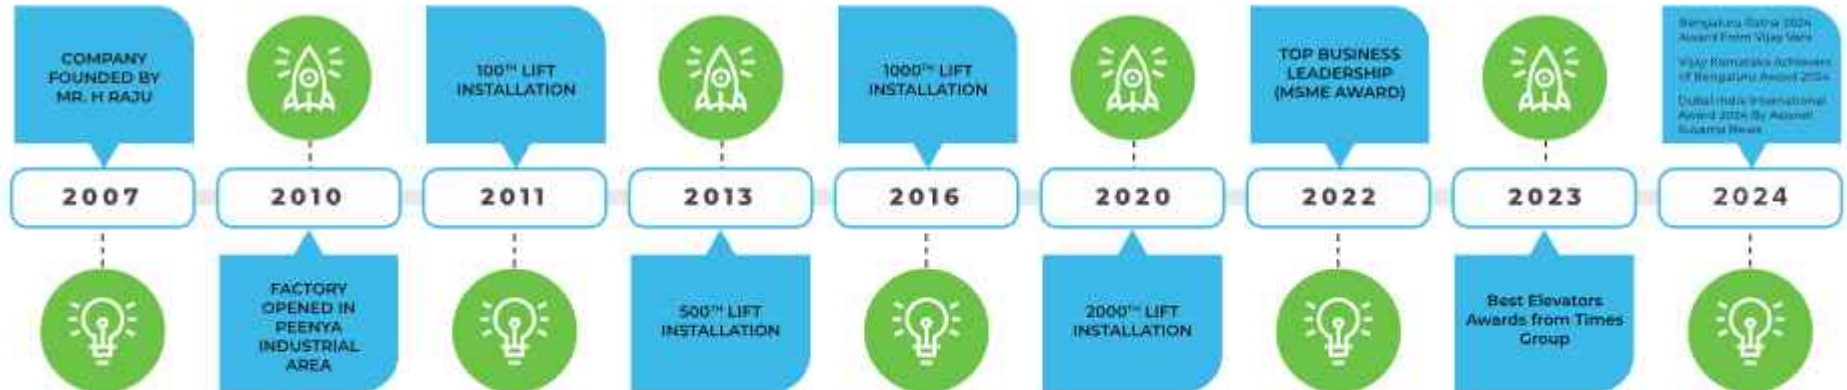 COMPANY
FOUNDED BY
MR. H RAJU
100TH LIFT
INSTALLATION
1000TH LIFT
INSTALLATION
TOP BUSINESS
LEADERSHIP
(MSME AWARD)
Bengaluru Ratna 2024
Award From Vijay Vani
Vijay Karnataka Achievers
of Bengaluru Award 2024
Dubai India International
Award 2024 By Asianet
Suvarna News
2007
2010
2011
2013
2016
2020
2022
2023
2024
FACTORY
OPENED IN
PEENYA
INDUSTRIAL
AREA
500TH LIFT
INSTALLATION
2000TH LIFT
INSTALLATION
Best Elevators
Awards from Times
Group